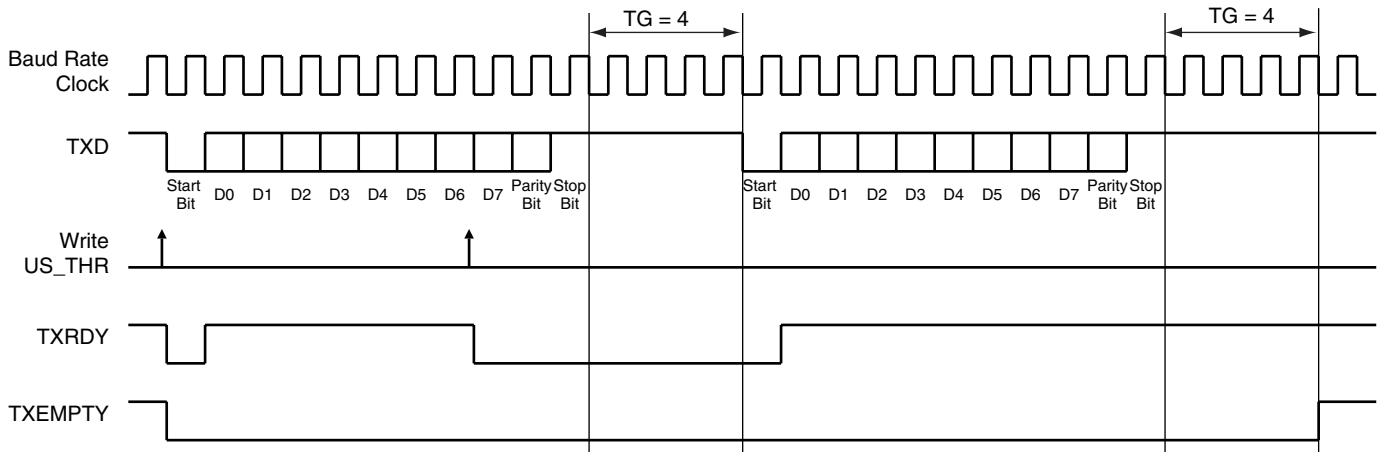 TG = 4
TG = 4
Baud Rate
Clock
TXD
Start
Bit
D0
D1
D2
D3
D4
D5
D6
D7
Parity
Bit
Stop
Bit
Start
Bit
D0
D1
D2
D3
D4
D5
D6
D7
Parity
Bit
Stop
Bit
Write
US_THR
TXRDY
TXEMPTY